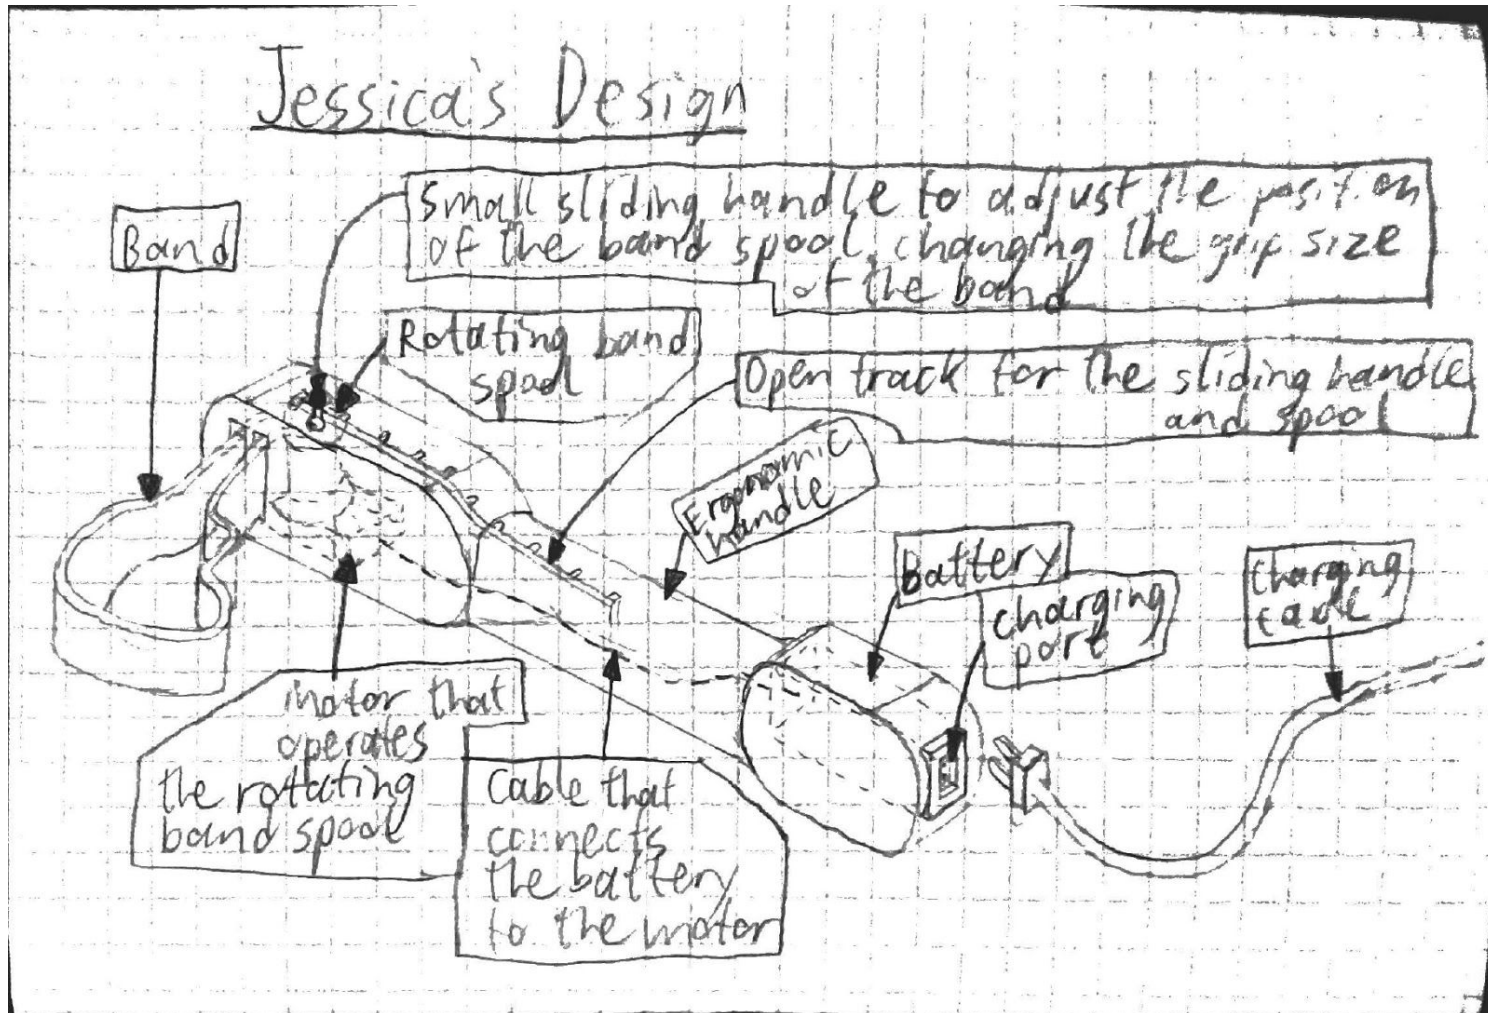 Jessica's Design
Small sliding handle to adjust the position
of the band spool, changing the grip size
of the band
Band
Rotating band
spool
Open track for the sliding handle
and spool
Ergonomic
handle
Battery
Charging
port
Charging
cable
Motor that
operates
the rotating
band spool
Cable that
connects
the battery
to the motor